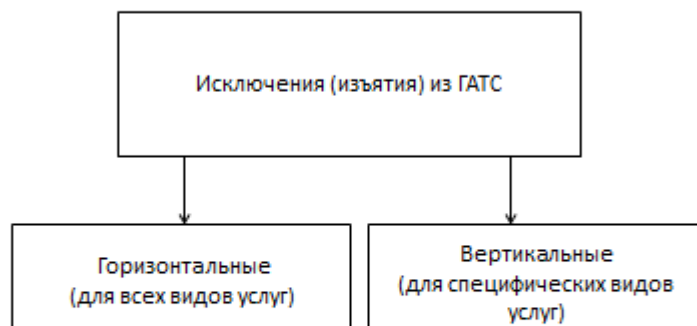 Исключения (изъятия) из ГАТС
Горизонтальные
(для всех видов услуг)
Вертикальные
(для специфических видов
услуг)